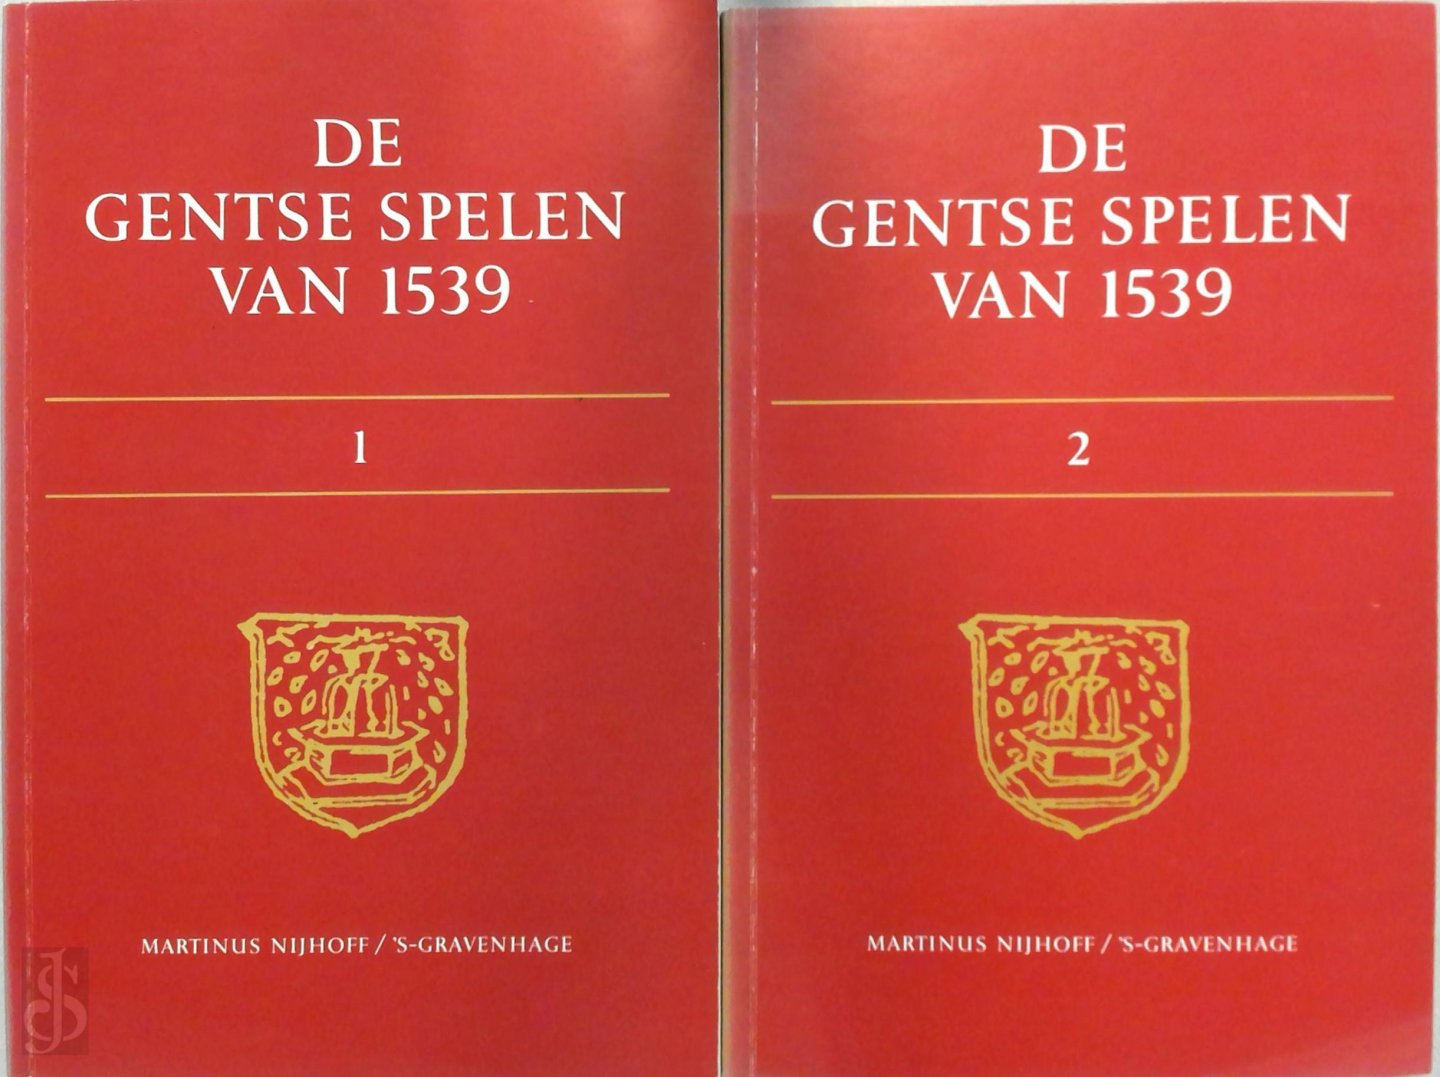 DE
GENTSE SPELEN
VAN 1539
1
MARTINUS NIJHOFF / 'S-GRAVENHAGE
DE
GENTSE SPELEN
VAN 1539
2
MARTINUS NIJHOFF / 'S-GRAVENHAGE